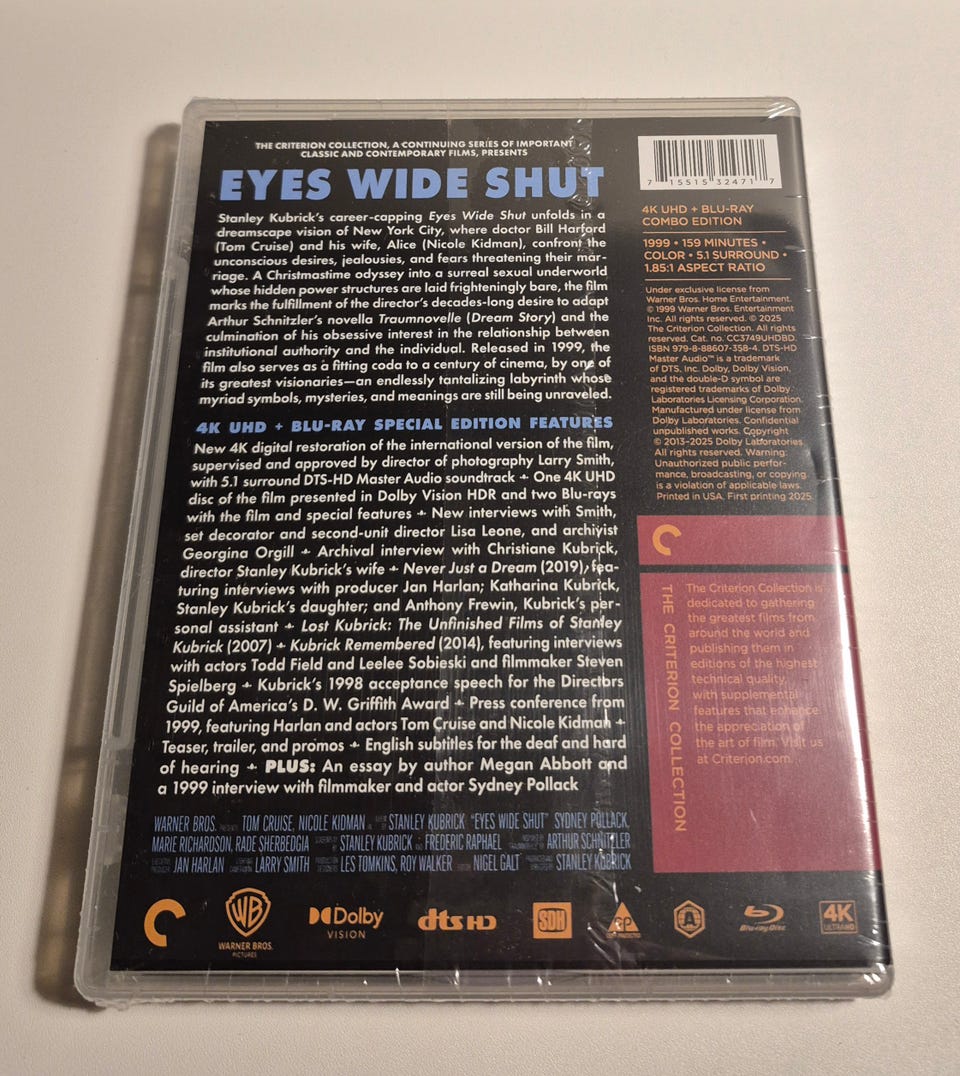 THE CRITERION COLLECTION, A CONTINUING SERIES OF IMPORTANT
CLASSIC AND CONTEMPORARY FILMS, PRESENTS
EYES WIDE SHUT
Stanley Kubrick's career-capping Eyes Wide Shut unfolds in a
dreamscape vision of New York City, where doctor Bill Harford
(Tom Cruise) and his wife, Alice (Nicole Kidman), confront the
unconscious desires, jealousies, and fears threatening their mar-
riage. A Christmastime odyssey into a surreal sexual underworld
whose hidden power structures are laid frighteningly bare, the film
marks the fulfillment of the director's decades-long desire to adapt
Arthur Schnitzler's novella Traumnovelle (Dream Story) and the
culmination of his obsessive interest in the relationship between
institutional authority and the individual. Released in 1999, the
film also serves as a fitting coda to a century of cinema, by one of
its greatest visionaries—an endlessly tantalizing labyrinth whose
myriad symbols, mysteries, and meanings are still being unraveled.
4K UHD + BLU-RAY SPECIAL EDITION FEATURES
New 4K digital restoration of the international version of the film,
supervised and approved by director of photography Larry Smith,
with 5.1 surround DTS-HD Master Audio soundtrack + One 4K UHD
disc of the film presented in Dolby Vision HDR and two Blu-rays
with the film and special features + New interviews with Smith,
set decorator and second-unit director Lisa Leone, and archivist
Georgina Orgill + Archival interview with Christiane Kubrick,
director Stanley Kubrick's wife + Never Just a Dream (2019), fea-
turing interviews with producer Jan Harlan; Katharina Kubrick,
Stanley Kubrick's daughter; and Anthony Frewin, Kubrick's per-
sonal assistant + Lost Kubrick: The Unfinished Films of Stanley
Kubrick (2007) + Kubrick Remembered (2014), featuring interviews
with actors Todd Field and Leelee Sobieski and filmmaker Steven
Spielberg + Kubrick's 1998 acceptance speech for the Directors
Guild of America's D. W. Griffith Award + Press conference from
1999, featuring Harlan and actors Tom Cruise and Nicole Kidman +
Teaser, trailer, and promos + English subtitles for the deaf and hard
of hearing + PLUS: An essay by author Megan Abbott and
a 1999 interview with filmmaker and actor Sydney Pollack
WARNER BROS. TOM CRUISE, NICOLE KIDMAN STANLEY KUBRICK "EYES WIDE SHUT" SYDNEY POLLACK,
MARIE RICHARDSON, RADE SHERBEDGIA STANLEY KUBRICK FREDERIC RAPHAEL ARTHUR SCHNITZLER
JAN HARLAN LARRY SMITH LES TOMKINS, ROY WALKER NIGEL GALT STANLEY KUBRICK
WB
WARNER BROS.
PICTURES
Dolby
VISION
dts HD
SDH
A
Blu-ray Disc
4K
ULTRA HD
7 15515 32471 7
4K UHD + BLU-RAY
COMBO EDITION
1999 • 159 MINUTES •
COLOR • 5.1 SURROUND •
1.85:1 ASPECT RATIO
Under exclusive license from
Warner Bros. Home Entertainment.
© 1999 Warner Bros. Entertainment
Inc. All rights reserved. © 2025
The Criterion Collection. All rights
reserved. Cat. no. CC3749UHDBD.
ISBN 979-8-88607-358-4. DTS-HD
Master Audio™ is a trademark
of DTS, Inc. Dolby, Dolby Vision,
and the double-D symbol are
registered trademarks of Dolby
Laboratories Licensing Corporation.
Manufactured under license from
Dolby Laboratories. Confidential
unpublished works. Copyright
© 2013–2025 Dolby Laboratories.
All rights reserved. Warning:
Unauthorized public perfor-
mance, broadcasting, or copying
is a violation of applicable laws.
Printed in USA. First printing 2025.
THE CRITERION COLLECTION
The Criterion Collection is
dedicated to gathering
the greatest films from
around the world and
publishing them in
editions of the highest
technical quality,
with supplemental
features that enhance
the appreciation of
the art of film. Visit us
at Criterion.com.